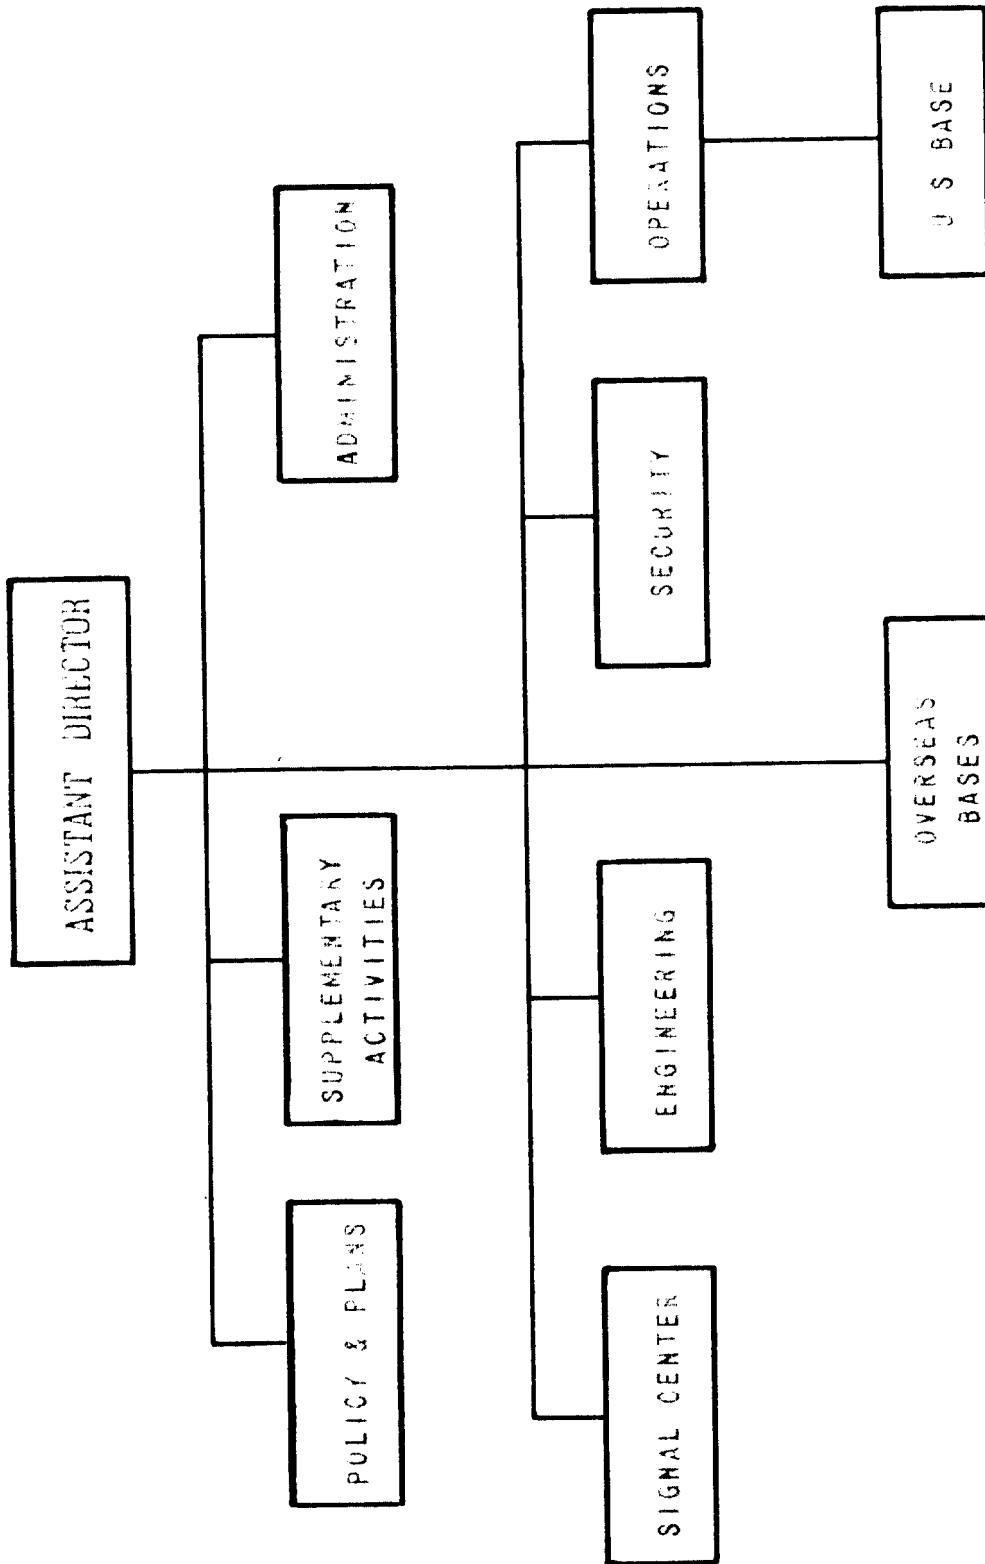 ASSISTANT DIRECTOR
POLICY & PLANS
SUPPLEMENTARY
ACTIVITIES
ADMINISTRATION
SIGNAL CENTER
ENGINEERING
SECURITY
OPERATIONS
OVERSEAS
BASES
U S BASE